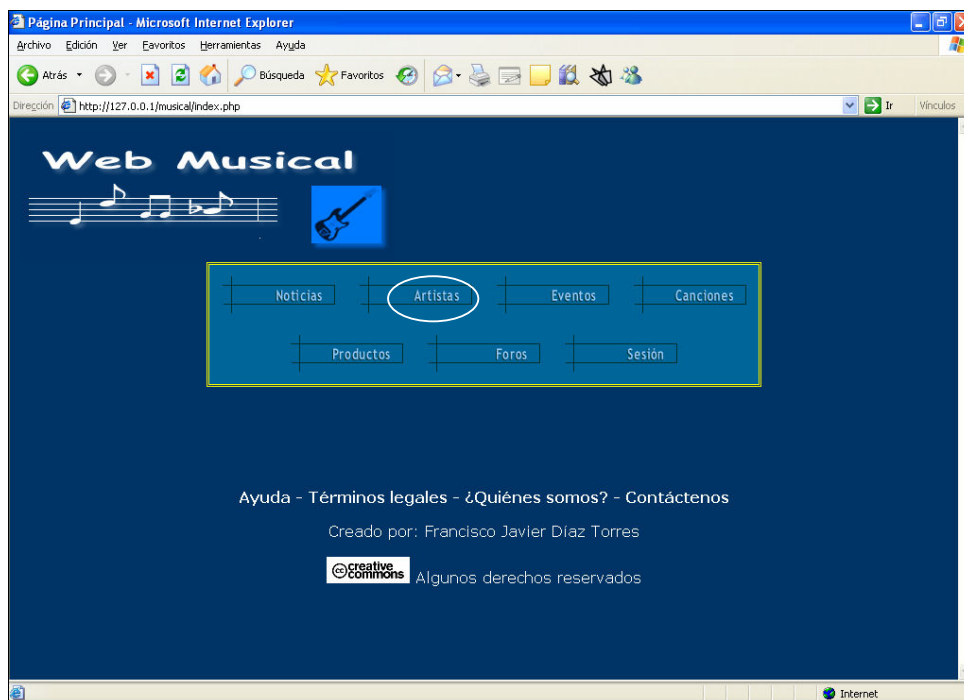 Página Principal - Microsoft Internet Explorer
Archivo Edición Ver Favoritos Herramientas Ayuda
Atrás Búsqueda Favoritos
Dirección http://127.0.0.1/musical/index.php Ir Vínculos
Web Musical
Noticias Artistas Eventos Canciones
Productos Foros Sesión
Ayuda - Términos legales - ¿Quiénes somos? - Contáctenos
Creado por: Francisco Javier Díaz Torres
cc creative commons Algunos derechos reservados
Internet